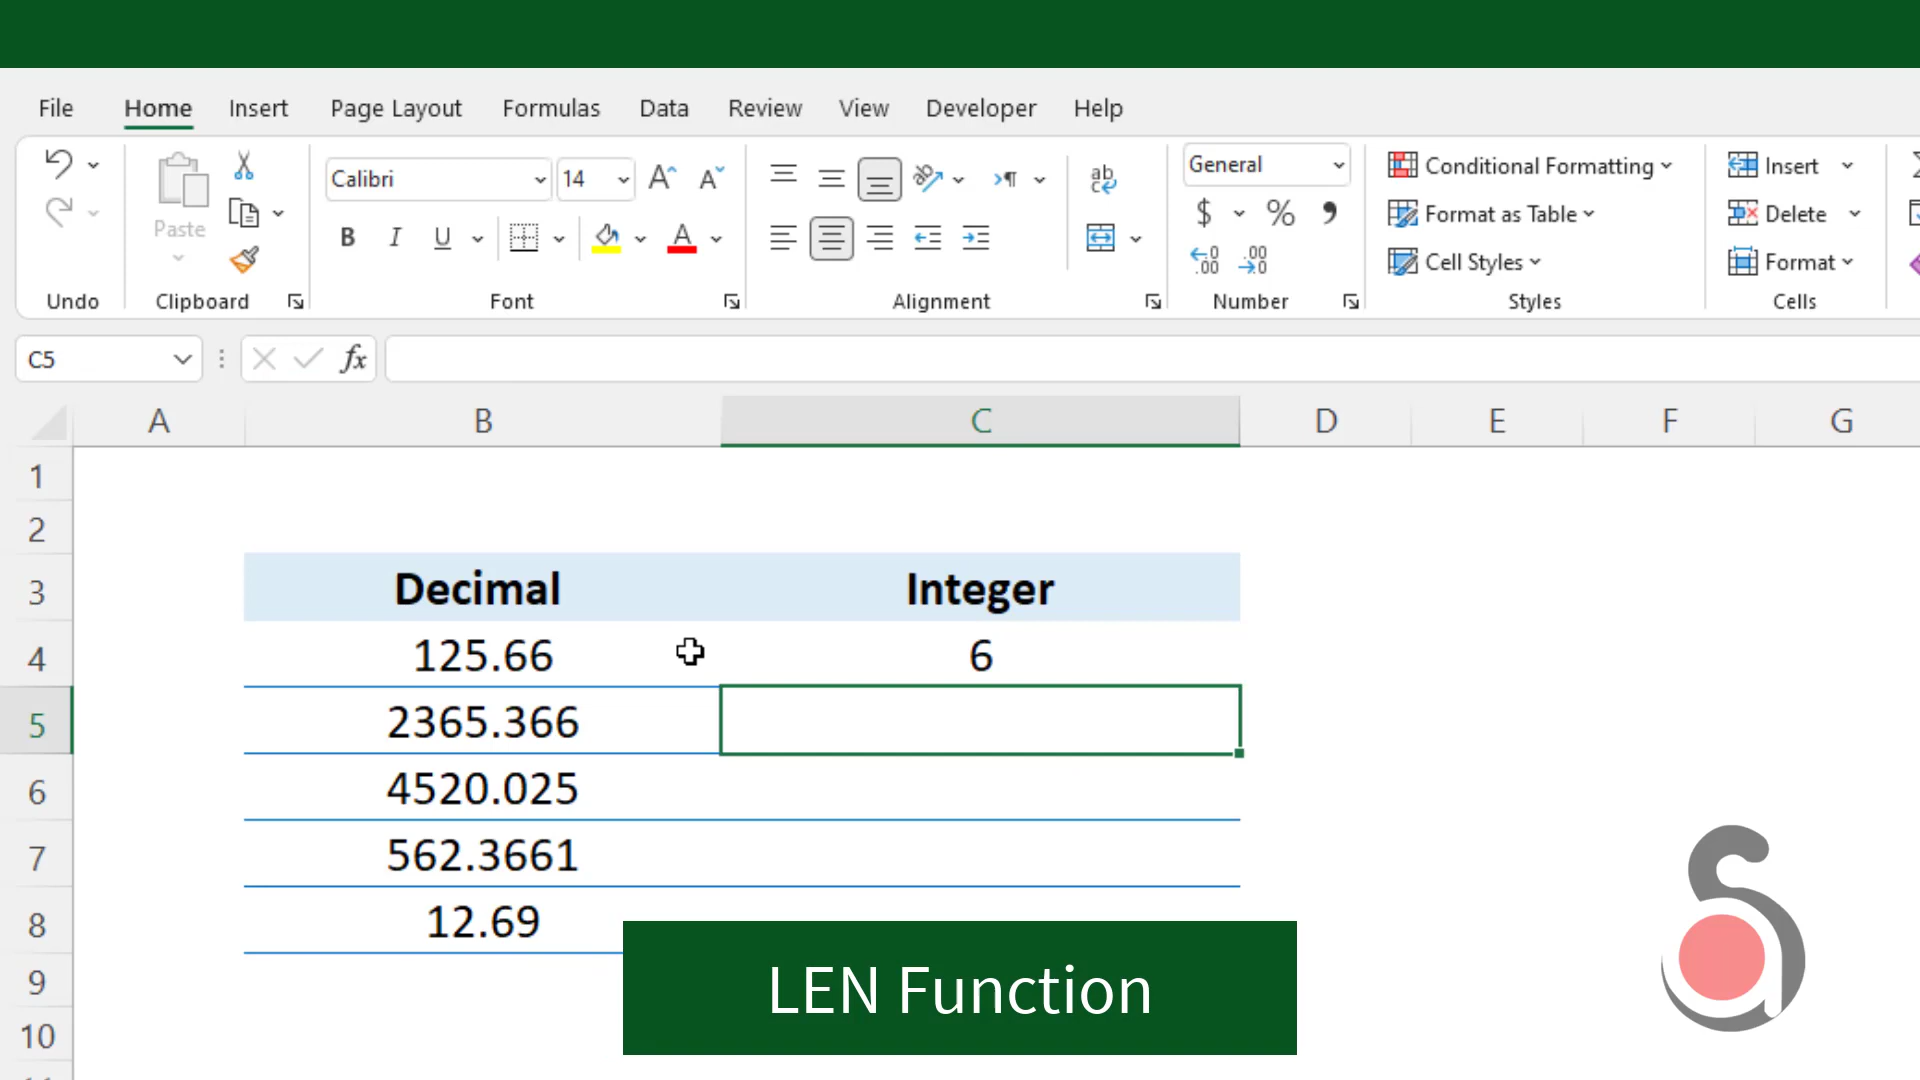 File Home Insert Page Layout Formulas Data Review View Developer Help
Calibri 14 General Conditional Formatting Insert
Paste $ % Format as Table Delete
B I U A Cell Styles Format
Undo Clipboard Font Alignment Number Styles Cells
C5 fx
A B C D E F G
1
2
3 Decimal Integer
4 125.66 6
5 2365.366
6 4520.025
7 562.3661
8 12.69
9
10
LEN Function